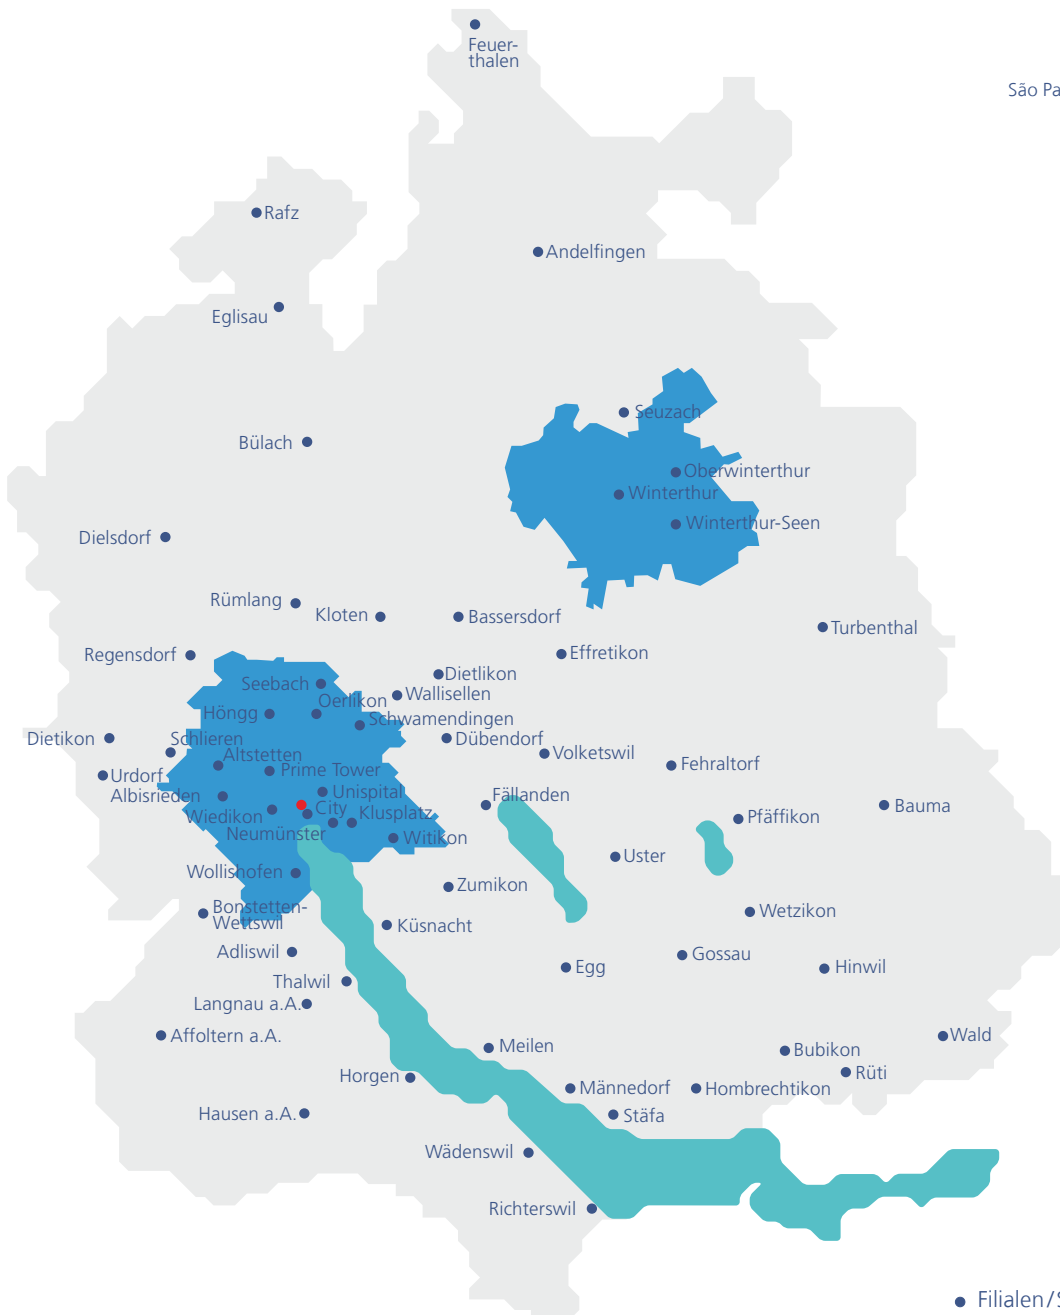 Feuer-
thalen
São Pa
Rafz
Andelfingen
Eglisau
Seuzach
Bülach
Oberwinterthur
Winterthur
Winterthur-Seen
Dielsdorf
Rümlang
Kloten
Bassersdorf
Turbenthal
Regensdorf
Effretikon
Dietlikon
Seebach
Wallisellen
Oerlikon
Höngg
Schwamendingen
Dietikon
Schlieren
Dübendorf
Volketswil
Altstetten
Fehraltorf
Prime Tower
Urdorf
Unispital
Albisrieden
Fällanden
City
Bauma
Wiedikon
Klusplatz
Pfäffikon
Neumünster
Witikon
Uster
Wollishofen
Zumikon
Bonstetten-
Wettswil
Wetzikon
Küsnacht
Adliswil
Gossau
Egg
Hinwil
Thalwil
Langnau a.A.
Affoltern a.A.
Wald
Meilen
Bubikon
Horgen
Rüti
Männedorf
Hombrechtikon
Hausen a.A.
Stäfa
Wädenswil
Richterswil
Filialen/